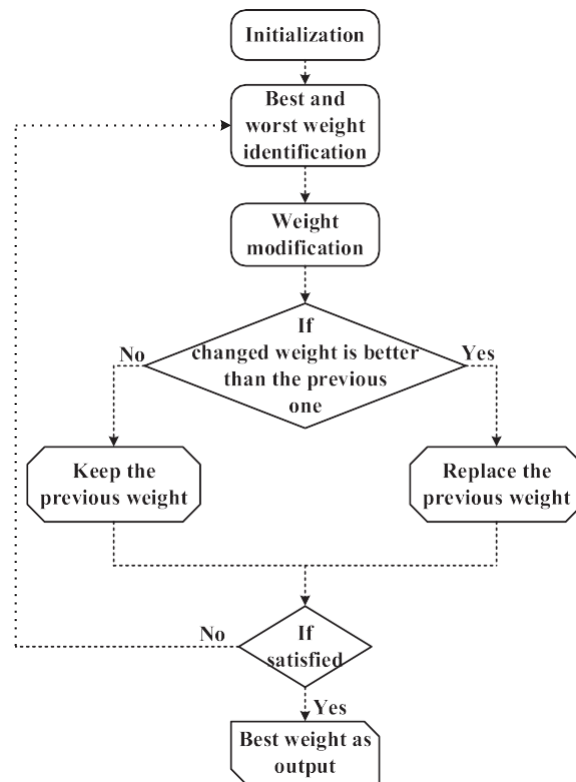 Initialization
Best and
worst weight
identification
Weight
modification
If
changed weight is better
than the previous
one
No
Yes
Keep the
previous weight
Replace the
previous weight
No
If
satisfied
Yes
Best weight as
output